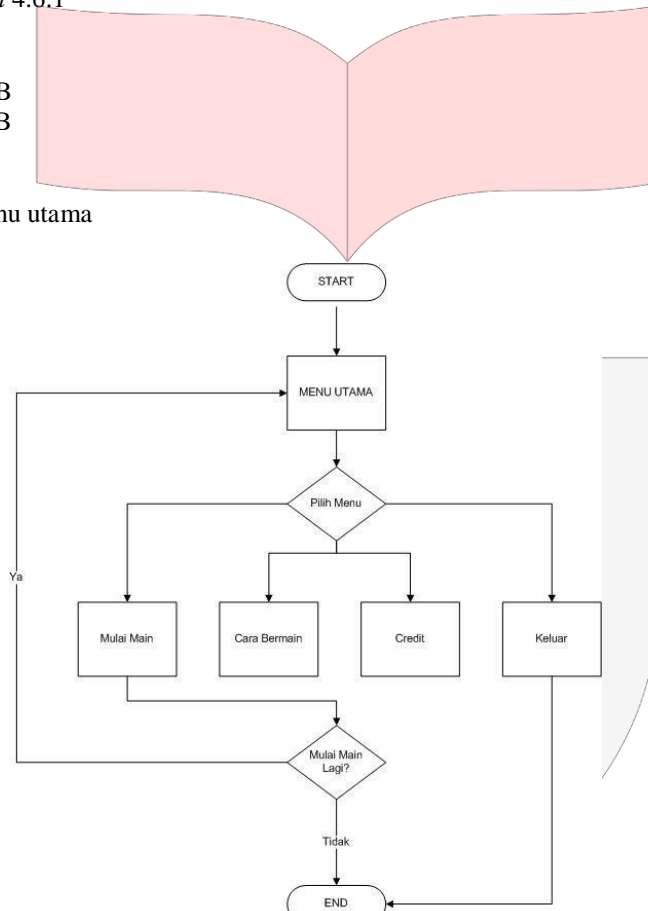 4.6.1
B
B
nu utama
START
MENU UTAMA
Pilih Menu
Ya
Mulai Main
Cara Bermain
Credit
Keluar
Mulai Main
Lagi?
Tidak
END